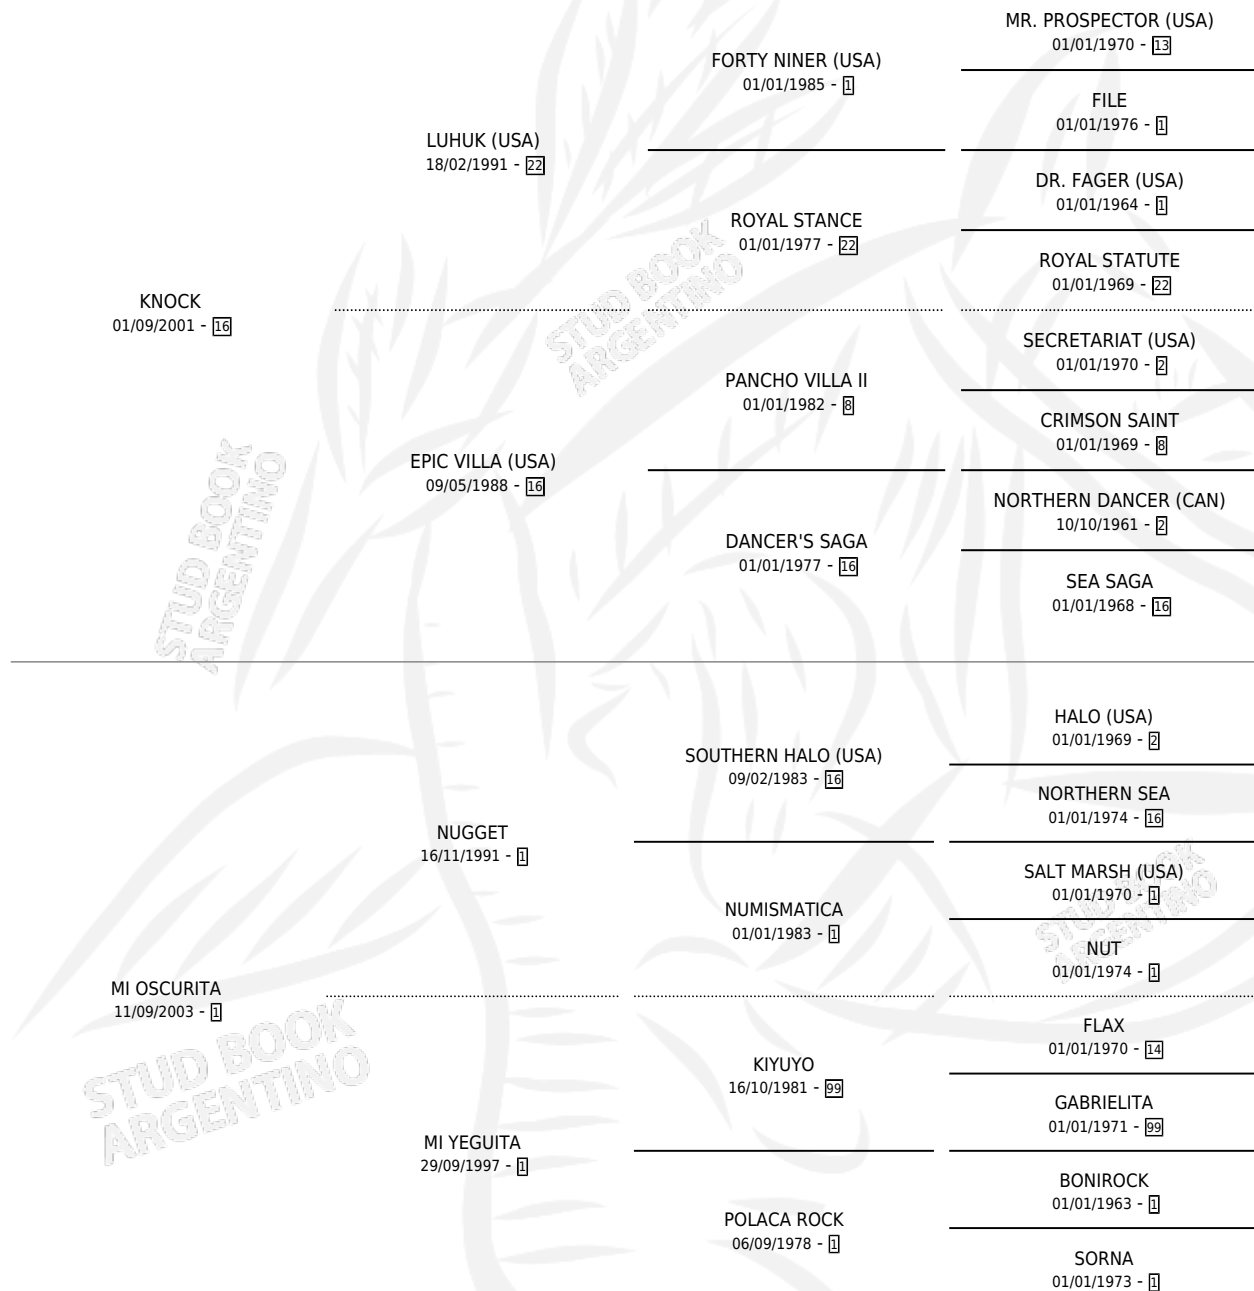 MR. PROSPECTOR (USA)
01/01/1970 - 13
FORTY NINER (USA)
01/01/1985 - 1
FILE
01/01/1976 - 1
LUHUK (USA)
18/02/1991 - 22
DR. FAGER (USA)
01/01/1964 - 1
ROYAL STANCE
01/01/1977 - 22
ROYAL STATUTE
01/01/1969 - 22
KNOCK
01/09/2001 - 16
SECRETARIAT (USA)
01/01/1970 - 2
PANCHO VILLA II
01/01/1982 - 8
CRIMSON SAINT
01/01/1969 - 8
EPIC VILLA (USA)
09/05/1988 - 16
NORTHERN DANCER (CAN)
10/10/1961 - 2
DANCER'S SAGA
01/01/1977 - 16
SEA SAGA
01/01/1968 - 16
STUD BOOK
ARGENTINO
STUD BOOK
ARGENTINO
HALO (USA)
01/01/1969 - 2
SOUTHERN HALO (USA)
09/02/1983 - 16
NORTHERN SEA
01/01/1974 - 16
NUGGET
16/11/1991 - 1
SALT MARSH (USA)
01/01/1970 - 1
NUMISMATICA
01/01/1983 - 1
NUT
01/01/1974 - 1
MI OSCURITA
11/09/2003 - 1
FLAX
01/01/1970 - 14
KIYUYO
16/10/1981 - 99
GABRIELITA
01/01/1971 - 99
MI YEGUITA
29/09/1997 - 1
BONIROCK
01/01/1963 - 1
POLACA ROCK
06/09/1978 - 1
SORNA
01/01/1973 - 1
STUD BOOK
ARGENTINO
STUD BOOK
ARGENTINO